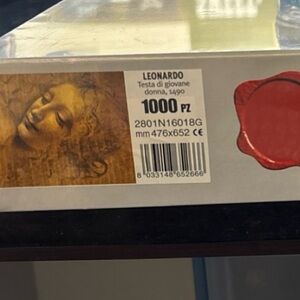 LEONARDO
Testa di giovane
donna, 1490
1000 PZ
2801N16018G
mm 476x652 CE
8 033148 652666